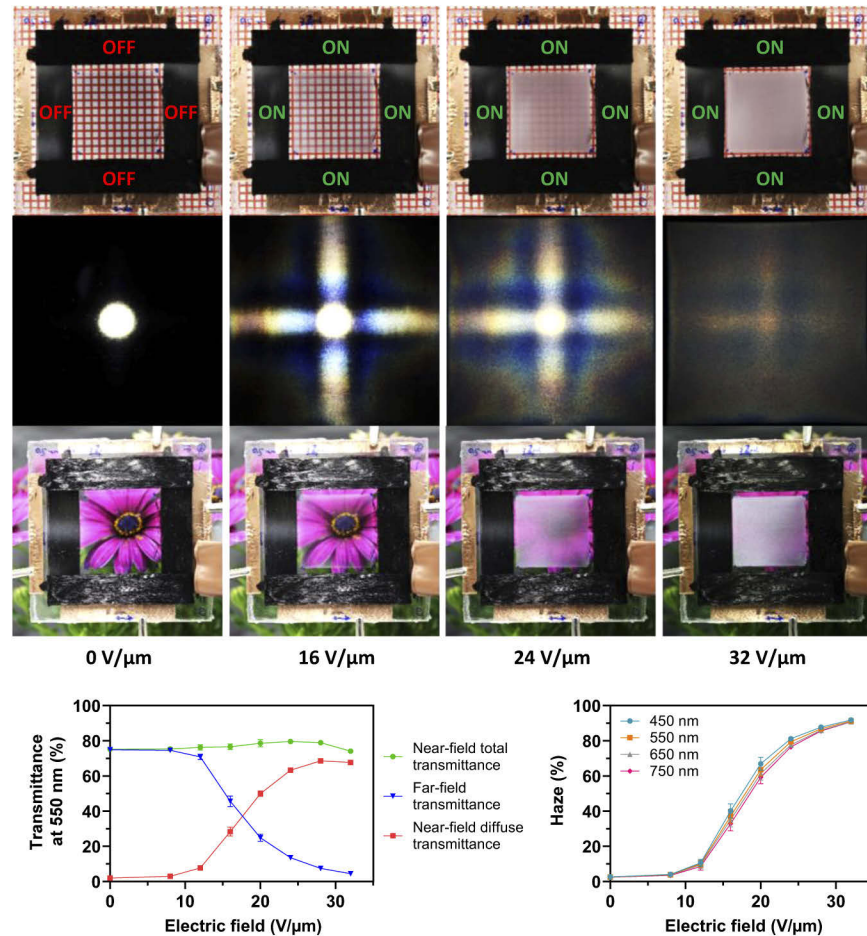 OFF ON ON ON
OFF OFF ON ON ON ON ON ON
OFF ON ON ON
0 V/µm 16 V/µm 24 V/µm 32 V/µm
Transmittance
at 550 nm (%)
100
80
60
40
20
0
0 10 20 30
Electric field (V/µm)
Near-field total
transmittance
Far-field
transmittance
Near-field diffuse
transmittance
Haze (%)
100
80
60
40
20
0
450 nm
550 nm
650 nm
750 nm
0 10 20 30
Electric field (V/µm)